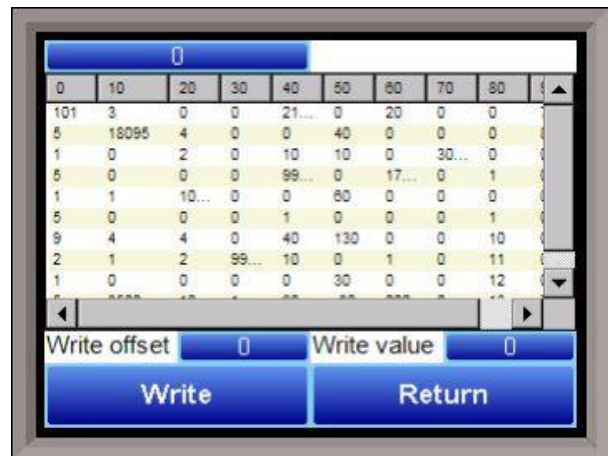 0
0 10 20 30 40 50 60 70 80
101 3 0 0 21... 0 20 0 0
5 18095 4 0 0 40 0 0 0
1 0 2 0 10 10 0 30... 0
5 0 0 0 99... 0 17... 0 1
1 1 10... 0 0 60 0 0 0
5 0 0 0 1 0 0 0 1
9 4 4 0 40 130 0 0 10
2 1 2 99... 10 0 1 0 11
1 0 0 0 0 30 0 0 12
Write offset 0 Write value 0
Write Return